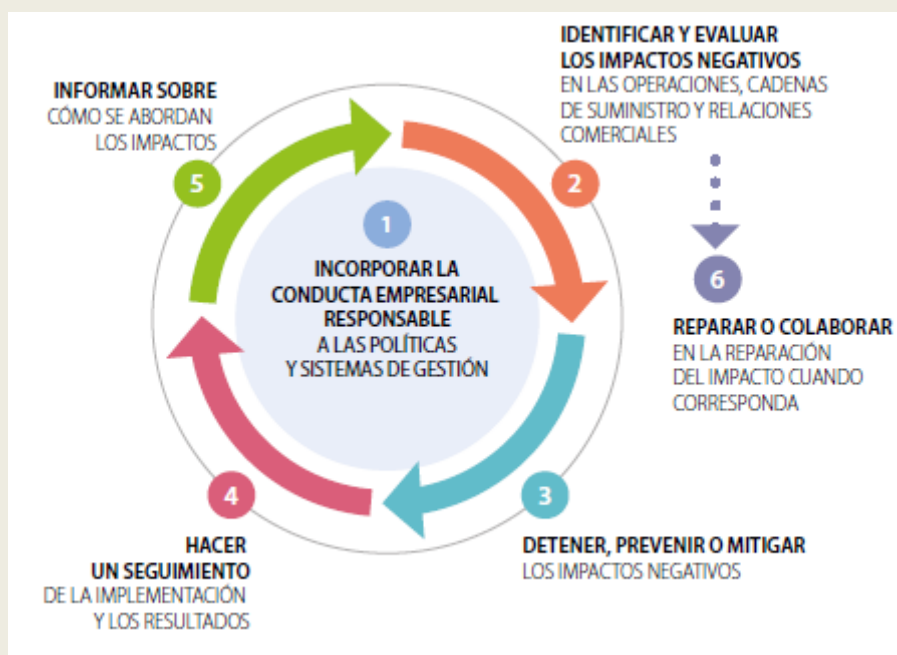 1
INCORPORAR LA
CONDUCTA EMPRESARIAL
RESPONSABLE
A LAS POLÍTICAS
Y SISTEMAS DE GESTIÓN
2
IDENTIFICAR Y EVALUAR
LOS IMPACTOS NEGATIVOS
EN LAS OPERACIONES, CADENAS
DE SUMINISTRO Y RELACIONES
COMERCIALES
3
DETENER, PREVENIR O MITIGAR
LOS IMPACTOS NEGATIVOS
4
HACER
UN SEGUIMIENTO
DE LA IMPLEMENTACIÓN
Y LOS RESULTADOS
5
INFORMAR SOBRE
CÓMO SE ABORDAN
LOS IMPACTOS
6
REPARAR O COLABORAR
EN LA REPARACIÓN
DEL IMPACTO CUANDO
CORRESPONDA